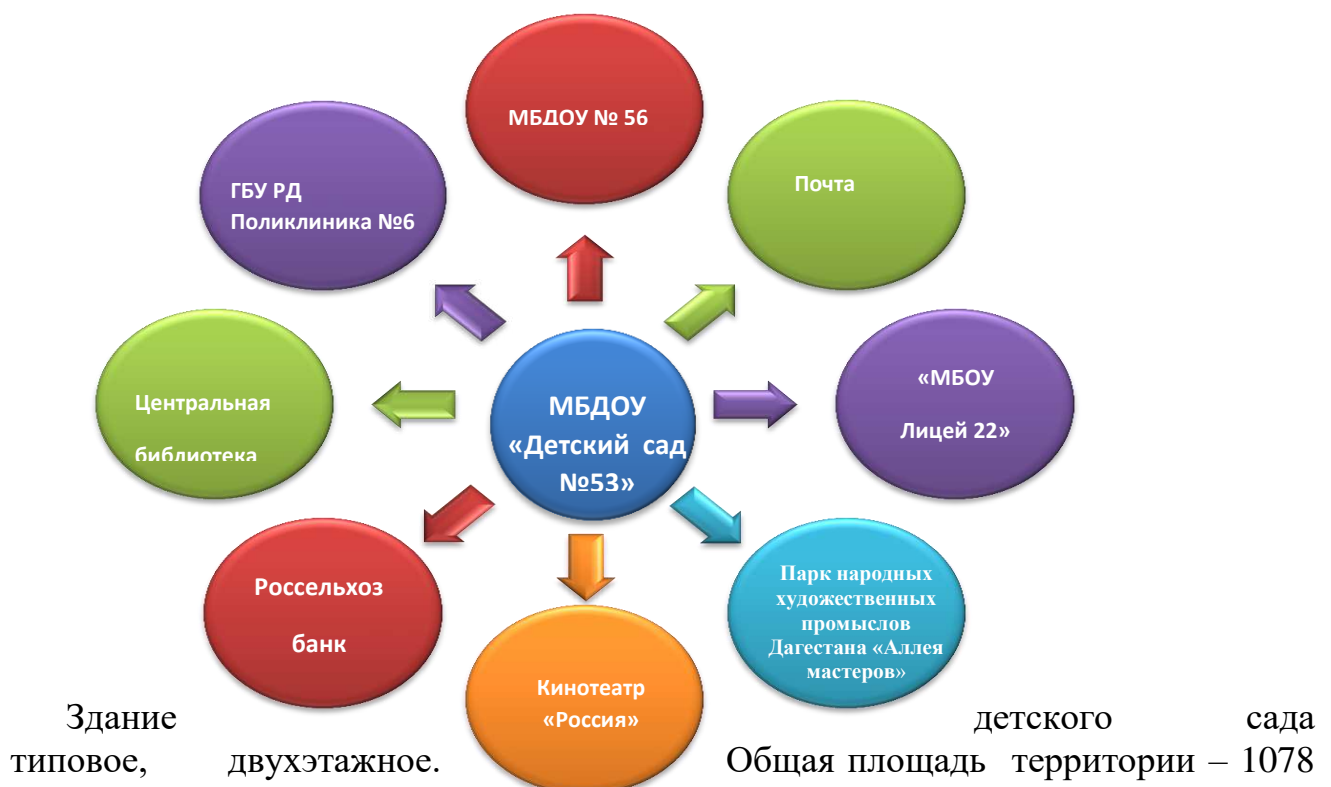 МБДОУ № 56
ГБУ РД
Поликлиника №6
Почта
Центральная
библиотека
МБДОУ
«Детский сад
№53»
«МБОУ
Лицей 22»
Россельхоз
банк
Кинотеатр
«Россия»
Парк народных
художественных
промыслов
Дагестана «Аллея
мастеров»
Здание детского сада
типовое, двухэтажное. Общая площадь территории – 1078